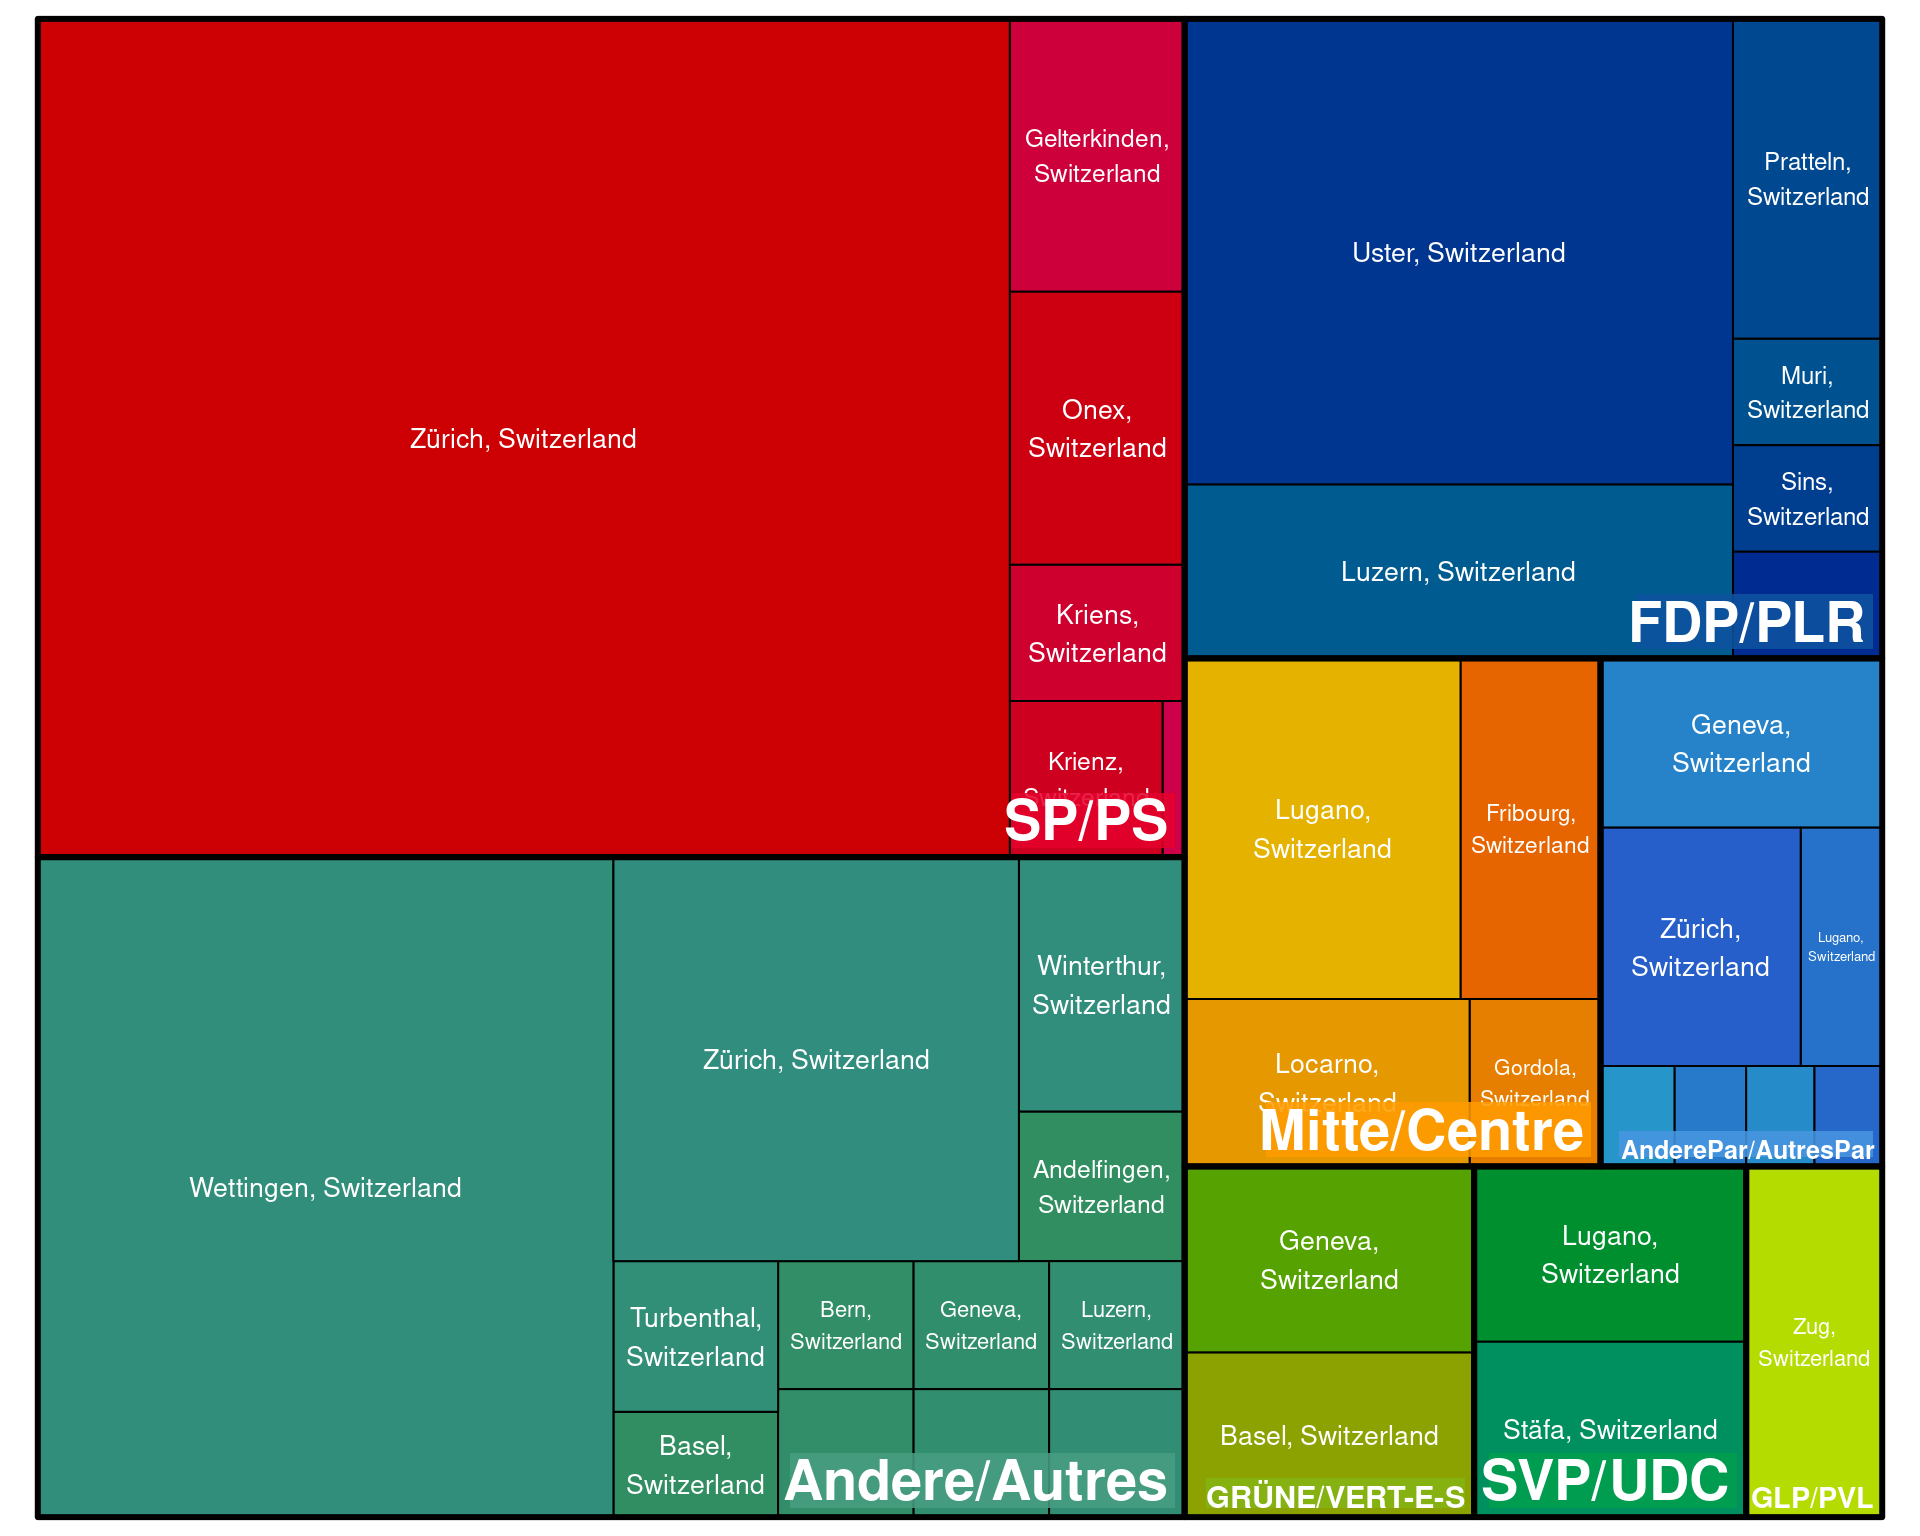 Zürich, Switzerland
Gelterkinden,
Switzerland
Onex,
Switzerland
Kriens,
Switzerland
Krienz,
Switzerland
SP/PS
Wettingen, Switzerland
Zürich, Switzerland
Winterthur,
Switzerland
Andelfingen,
Switzerland
Turbenthal,
Switzerland
Bern,
Switzerland
Geneva,
Switzerland
Luzern,
Switzerland
Basel,
Switzerland
Andere/Autres
Uster, Switzerland
Pratteln,
Switzerland
Muri,
Switzerland
Sins,
Switzerland
Luzern, Switzerland
FDP/PLR
Lugano,
Switzerland
Fribourg,
Switzerland
Locarno,
Switzerland
Gordola,
Switzerland
Mitte/Centre
Geneva,
Switzerland
Zürich,
Switzerland
Lugano,
Switzerland
AnderePar/AutresPar
Geneva,
Switzerland
Basel, Switzerland
GRÜNE/VERT-E-S
Lugano,
Switzerland
Stäfa, Switzerland
SVP/UDC
Zug,
Switzerland
GLP/PVL